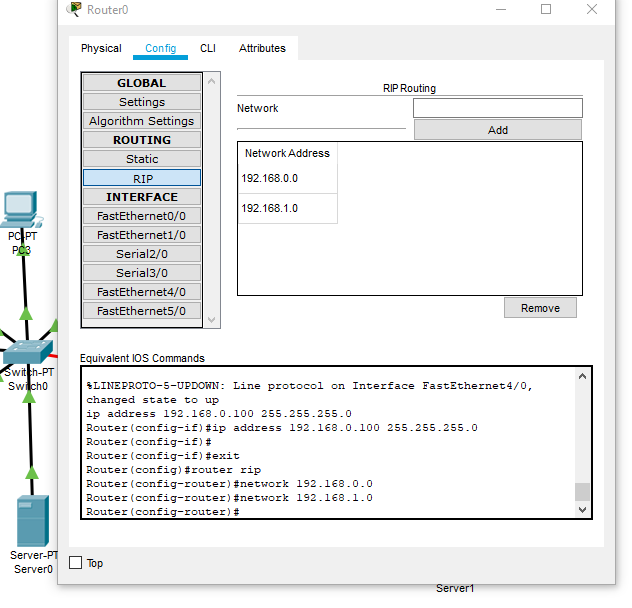 Router0
Physical
Config
CLI
Attributes
GLOBAL
Settings
Algorithm Settings
ROUTING
Static
RIP
INTERFACE
FastEthernet0/0
FastEthernet1/0
Serial2/0
Serial3/0
FastEthernet4/0
FastEthernet5/0
RIP Routing
Network
Add
Network Address
192.168.0.0
192.168.1.0
Remove
Equivalent IOS Commands
%LINEPROTO-5-UPDOWN: Line protocol on Interface FastEthernet4/0,
changed state to up
ip address 192.168.0.100 255.255.255.0
Router(config-if)#ip address 192.168.0.100 255.255.255.0
Router(config-if)#
Router(config-if)#exit
Router(config)#router rip
Router(config-router)#network 192.168.0.0
Router(config-router)#network 192.168.1.0
Router(config-router)#
Top
PC-PT
PC3
Switch-PT
Switch0
Server-PT
Server0
Server1